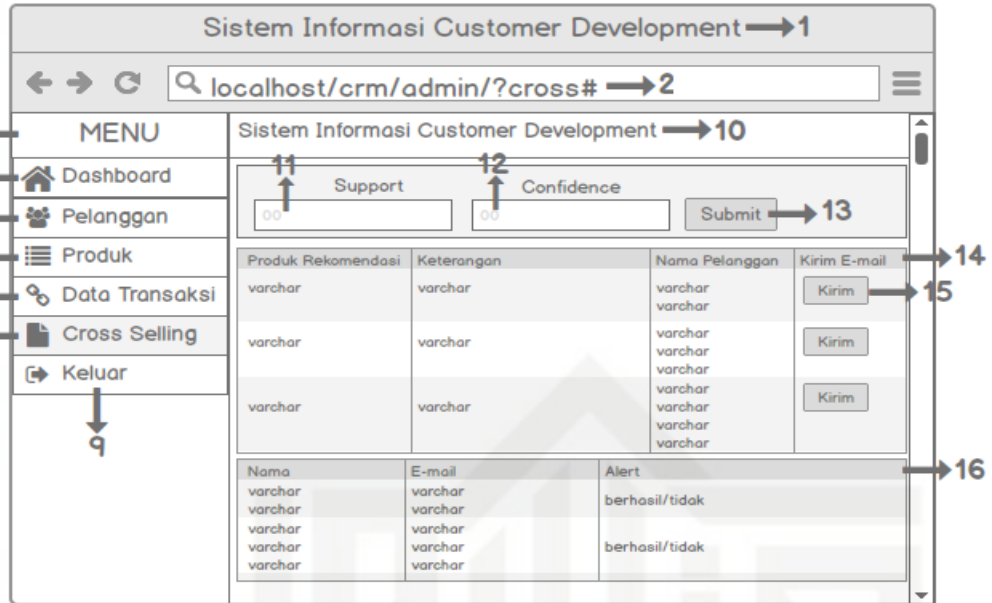 Sistem Informasi Customer Development 1
localhost/crm/admin/?cross# 2
MENU
Dashboard
Pelanggan
Produk
Data Transaksi
Cross Selling
Keluar
9
Sistem Informasi Customer Development 10
11 12
Support Confidence
00 00 Submit 13
Produk Rekomendasi Keterangan Nama Pelanggan Kirim E-mail 14
varchar varchar varchar Kirim 15
varchar
varchar varchar varchar Kirim
varchar
varchar
varchar varchar varchar Kirim
varchar
varchar
varchar
Nama E-mail Alert 16
varchar varchar berhasil/tidak
varchar varchar
varchar varchar berhasil/tidak
varchar varchar
varchar varchar